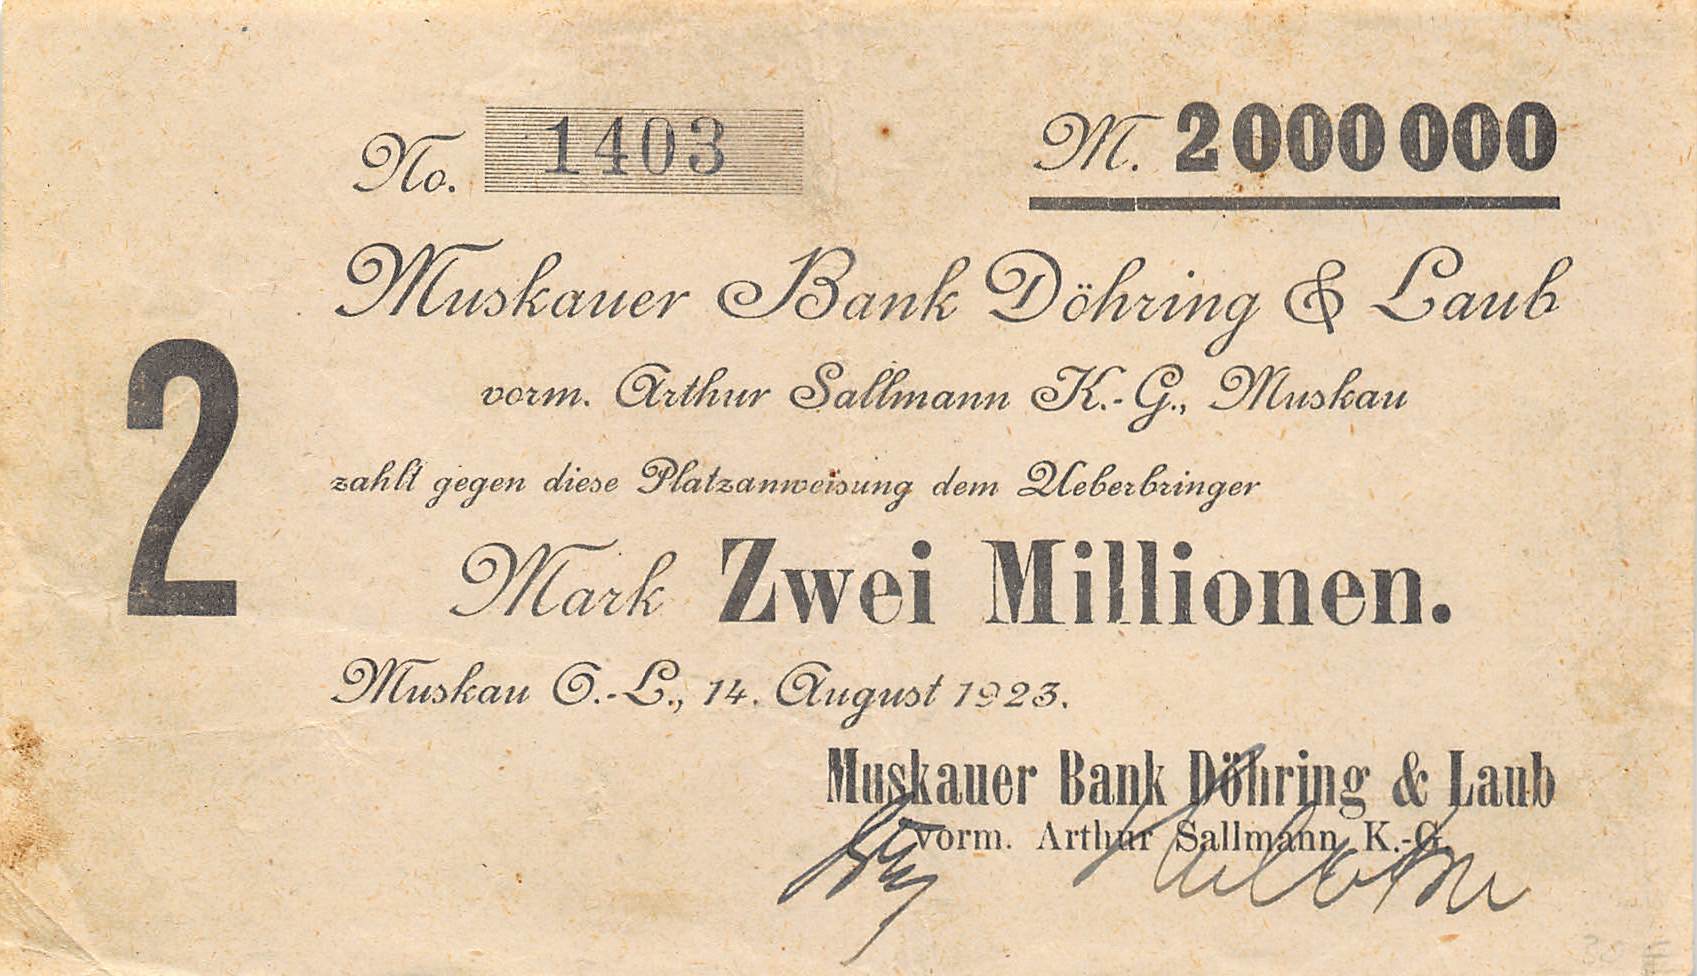 No. 1403
M. 2000000
Muskauer Bank Döhring & Laub
vorm. Arthur Sallmann K.-G., Muskau
zahlt gegen diese Platzanweisung dem Ueberbringer
2
Mark Zwei Millionen.
Muskau O.-L., 14. August 1923.
Muskauer Bank Döhring & Laub
vorm. Arthur Sallmann K.-G.